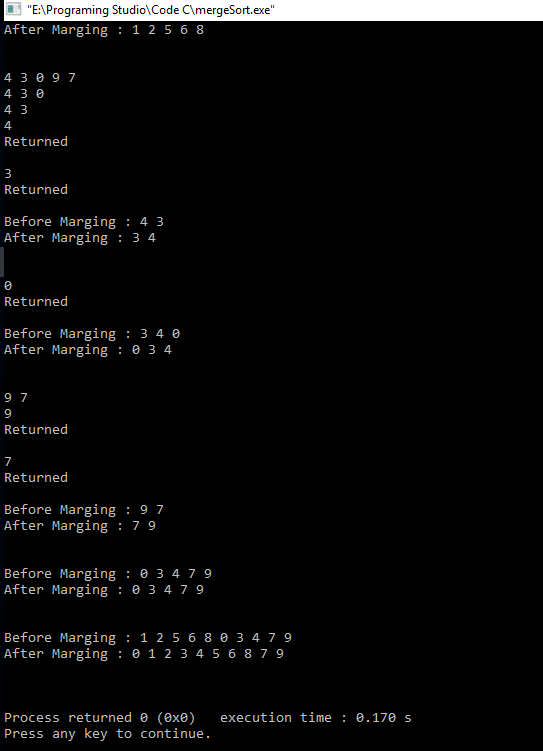 "E:\Programing Studio\Code C\mergeSort.exe"
After Marging : 1 2 5 6 8
4 3 0 9 7
4 3 0
4 3
4
Returned
3
Returned
Before Marging : 4 3
After Marging : 3 4
0
Returned
Before Marging : 3 4 0
After Marging : 0 3 4
9 7
9
Returned
7
Returned
Before Marging : 9 7
After Marging : 7 9
Before Marging : 0 3 4 7 9
After Marging : 0 3 4 7 9
Before Marging : 1 2 5 6 8 0 3 4 7 9
After Marging : 0 1 2 3 4 5 6 8 7 9
Process returned 0 (0x0)   execution time : 0.170 s
Press any key to continue.